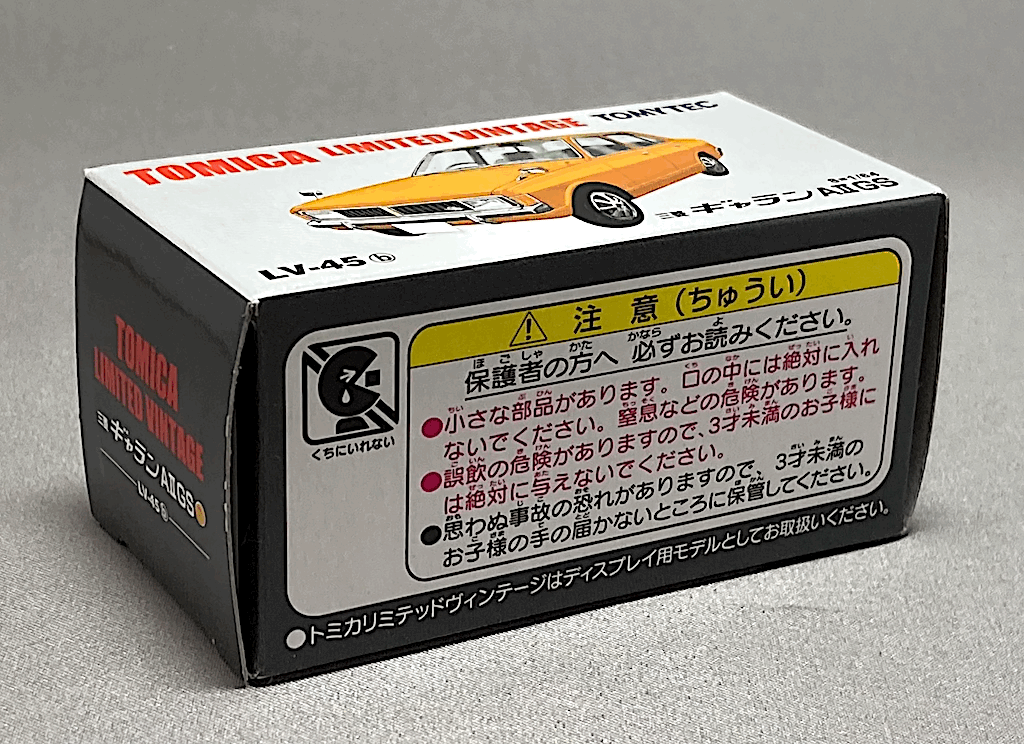 TOMICA LIMITED VINTAGE TOMYTEC
S=1/64
三菱 ギャランAⅡGS
LV-45 ⓑ
TOMICA
LIMITED VINTAGE
三菱 ギャランAⅡGS
LV-45 ⓑ
くちにいれない
注 意 (ちゅうい)
保護者の方へ 必ずお読みください。
●小さな部品があります。口の中には絶対に入れ
ないでください。窒息などの危険があります。
●誤飲の危険がありますので、3才未満のお子様に
は絶対に与えないでください。
●思わぬ事故の恐れがありますので、3才未満の
お子様の手の届かないところに保管してください。
●トミカリミテッドヴィンテージはディスプレイ用モデルとしてお取扱いください。